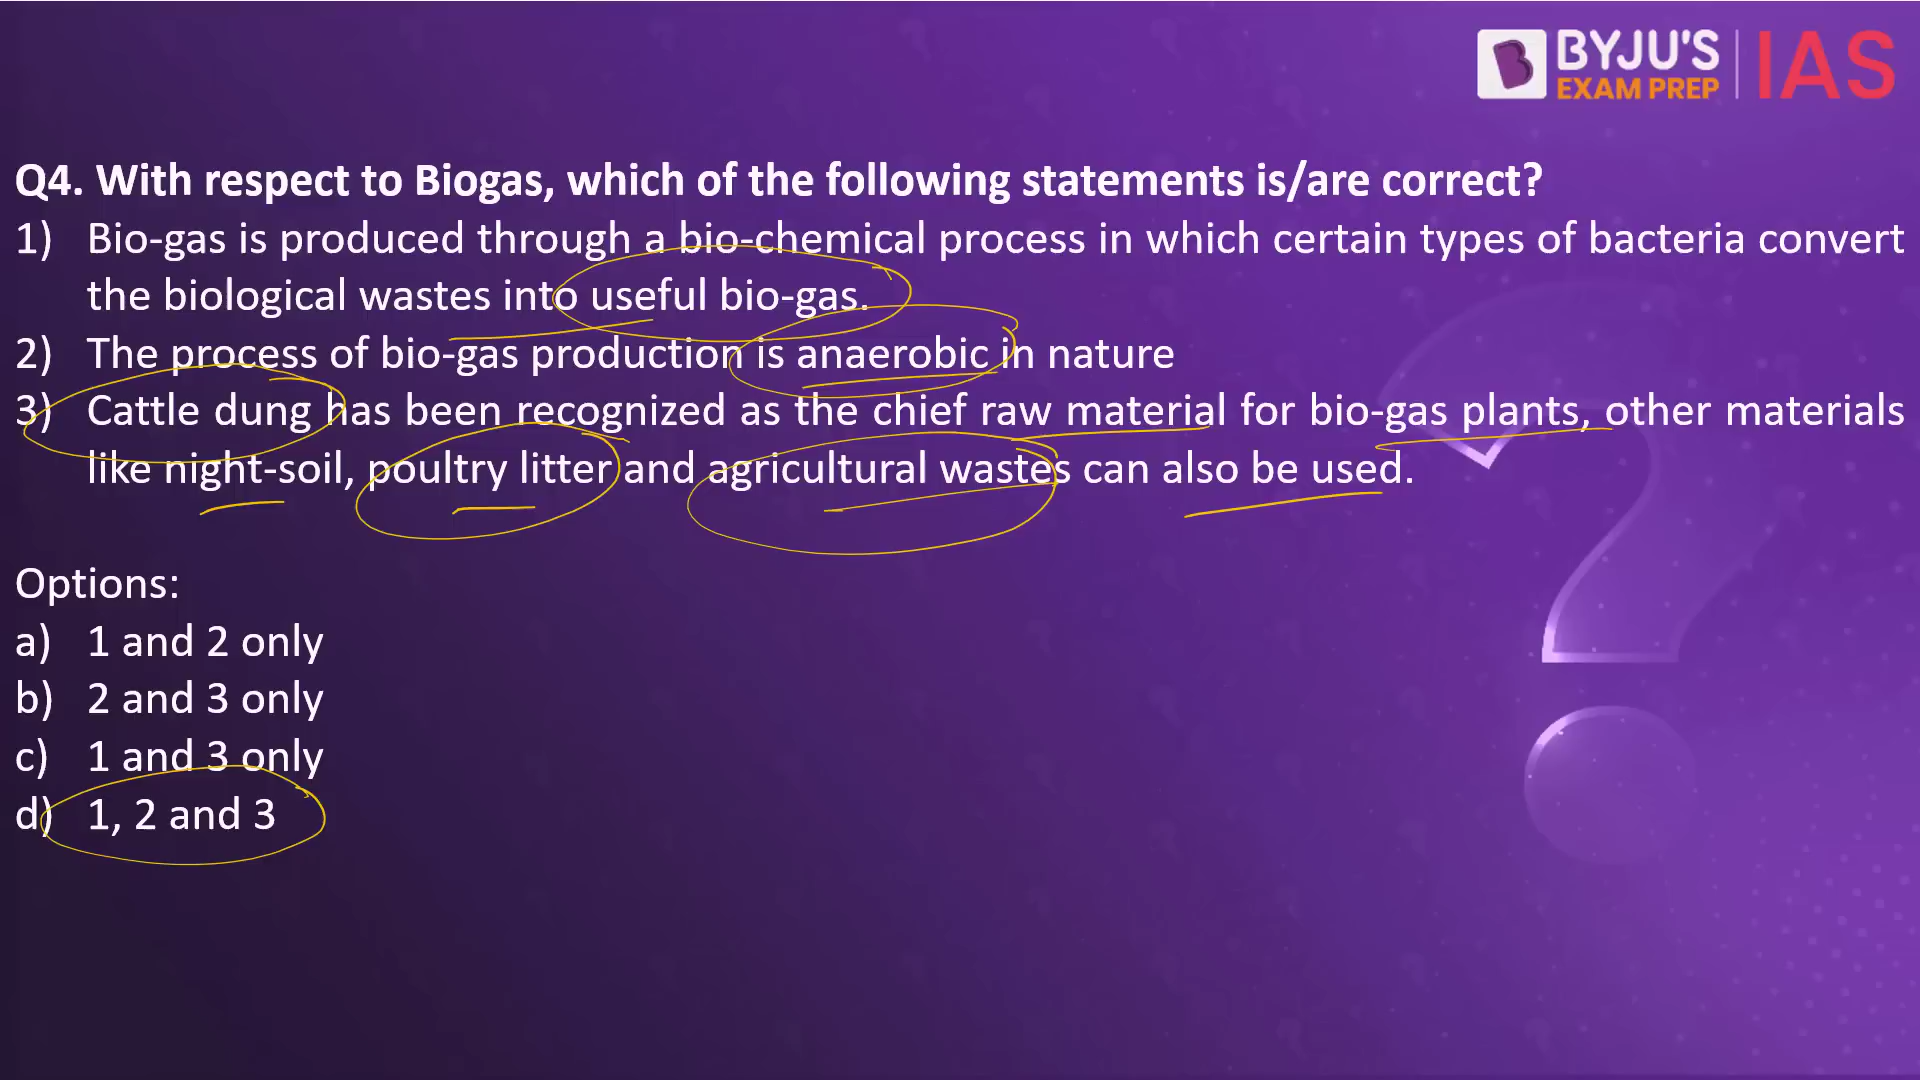 BYJU'S
EXAM PREP
IAS
Q4. With respect to Biogas, which of the following statements is/are correct?
1) Bio-gas is produced through a bio-chemical process in which certain types of bacteria convert
the biological wastes into useful bio-gas.
2) The process of bio-gas production is anaerobic in nature
3) Cattle dung has been recognized as the chief raw material for bio-gas plants, other materials
like night-soil, poultry litter and agricultural wastes can also be used.
Options:
a) 1 and 2 only
b) 2 and 3 only
c) 1 and 3 only
d) 1, 2 and 3